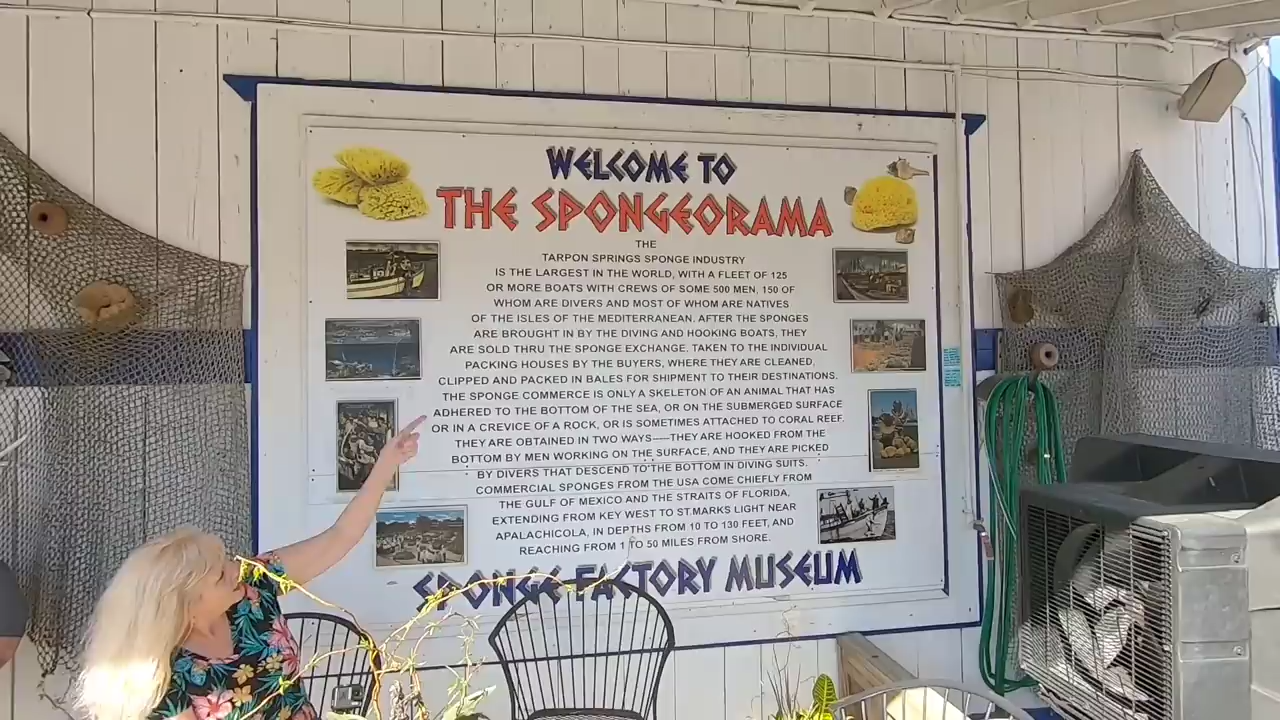 WELCOME TO
THE SPONGEORAMA
THE
TARPON SPRINGS SPONGE INDUSTRY
IS THE LARGEST IN THE WORLD, WITH A FLEET OF 125
OR MORE BOATS WITH CREWS OF SOME 500 MEN, 150 OF
WHOM ARE DIVERS AND MOST OF WHOM ARE NATIVES
OF THE ISLES OF THE MEDITERRANEAN. AFTER THE SPONGES
ARE BROUGHT IN BY THE DIVING AND HOOKING BOATS, THEY
ARE SOLD THRU THE SPONGE EXCHANGE, TAKEN TO THE INDIVIDUAL
PACKING HOUSES BY THE BUYERS, WHERE THEY ARE CLEANED,
CLIPPED AND PACKED IN BALES FOR SHIPMENT TO THEIR DESTINATIONS.
THE SPONGE COMMERCE IS ONLY A SKELETON OF AN ANIMAL THAT HAS
ADHERED TO THE BOTTOM OF THE SEA, OR ON THE SUBMERGED SURFACE
OR IN A CREVICE OF A ROCK, OR IS SOMETIMES ATTACHED TO CORAL REEF.
THEY ARE OBTAINED IN TWO WAYS-----THEY ARE HOOKED FROM THE
BOTTOM BY MEN WORKING ON THE SURFACE, AND THEY ARE PICKED
BY DIVERS THAT DESCEND TO THE BOTTOM IN DIVING SUITS.
COMMERCIAL SPONGES FROM THE USA COME CHIEFLY FROM
THE GULF OF MEXICO AND THE STRAITS OF FLORIDA,
EXTENDING FROM KEY WEST TO ST.MARKS LIGHT NEAR
APALACHICOLA, IN DEPTHS FROM 10 TO 130 FEET, AND
REACHING FROM 1 TO 50 MILES FROM SHORE.
SPONGE FACTORY MUSEUM